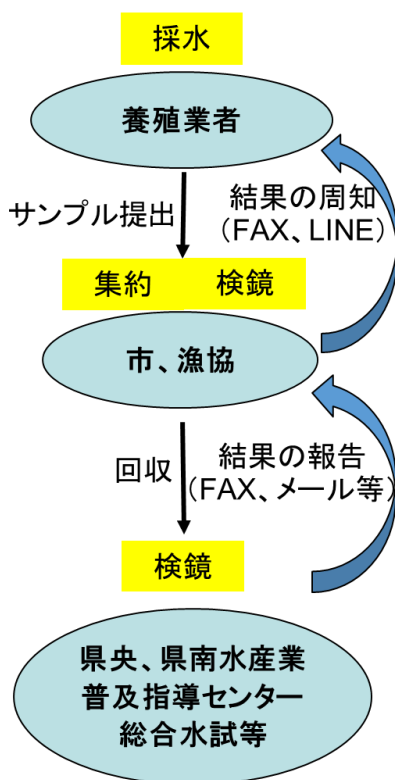 採水
養殖業者
サンプル提出
結果の周知
(FAX、LINE)
集約 検鏡
市、漁協
回収
結果の報告
(FAX、メール等)
検鏡
県央、県南水産業
普及指導センター
総合水試等